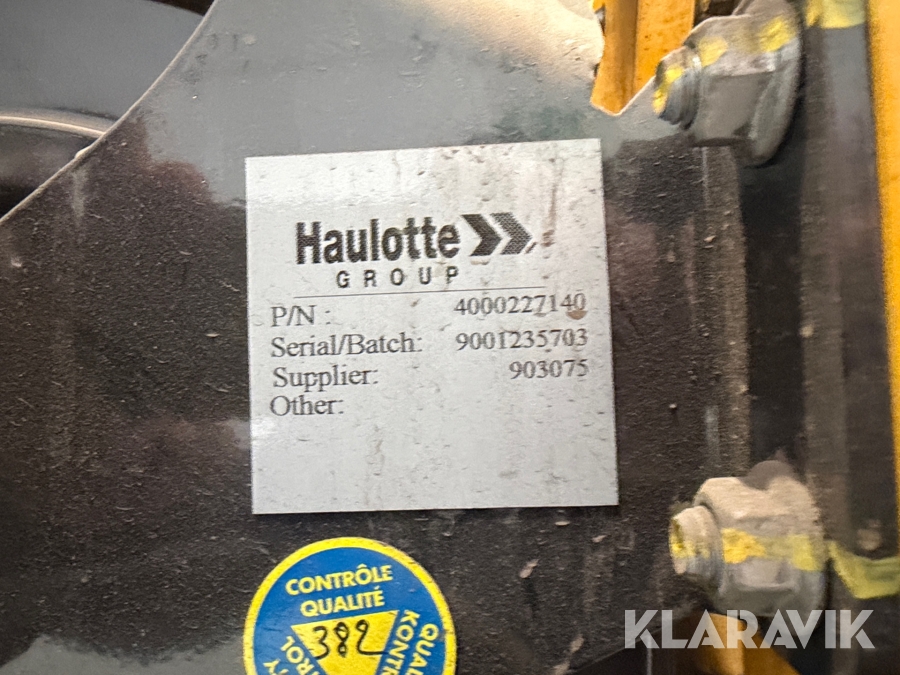 Haulotte
GROUP
P/N : 4000227140
Serial/Batch: 9001235703
Supplier: 903075
Other:
CONTRÔLE
QUALITÉ
382
KLARAVIK